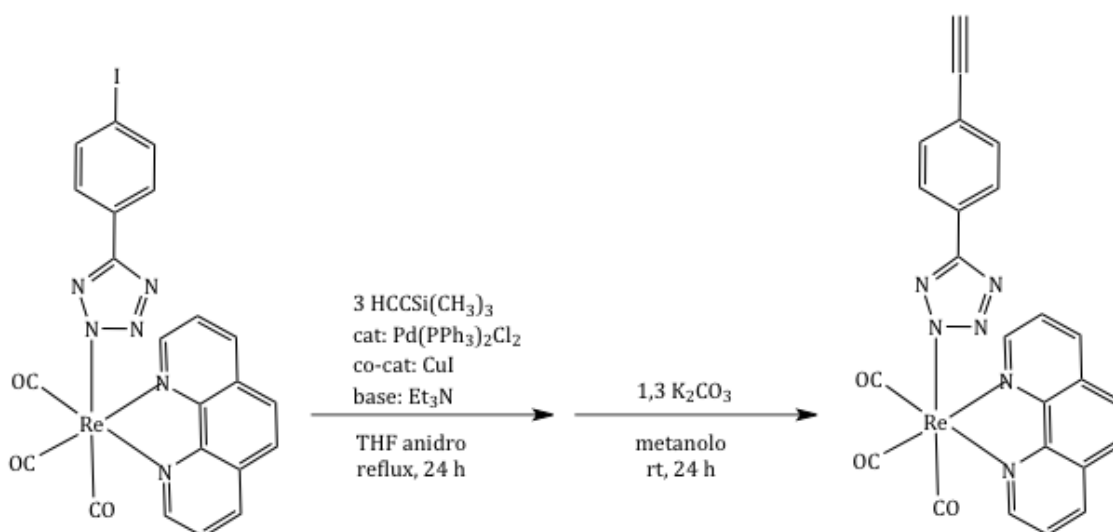 I
N
N
N
N
N
N
OC
Re
OC
CO
3 HCCSi(CH₃)₃
cat: Pd(PPh₃)₂Cl₂
co-cat: CuI
base: Et₃N
THF anidro
reflux, 24 h
1,3 K₂CO₃
metanolo
rt, 24 h
N
N
N
N
N
N
OC
Re
OC
CO